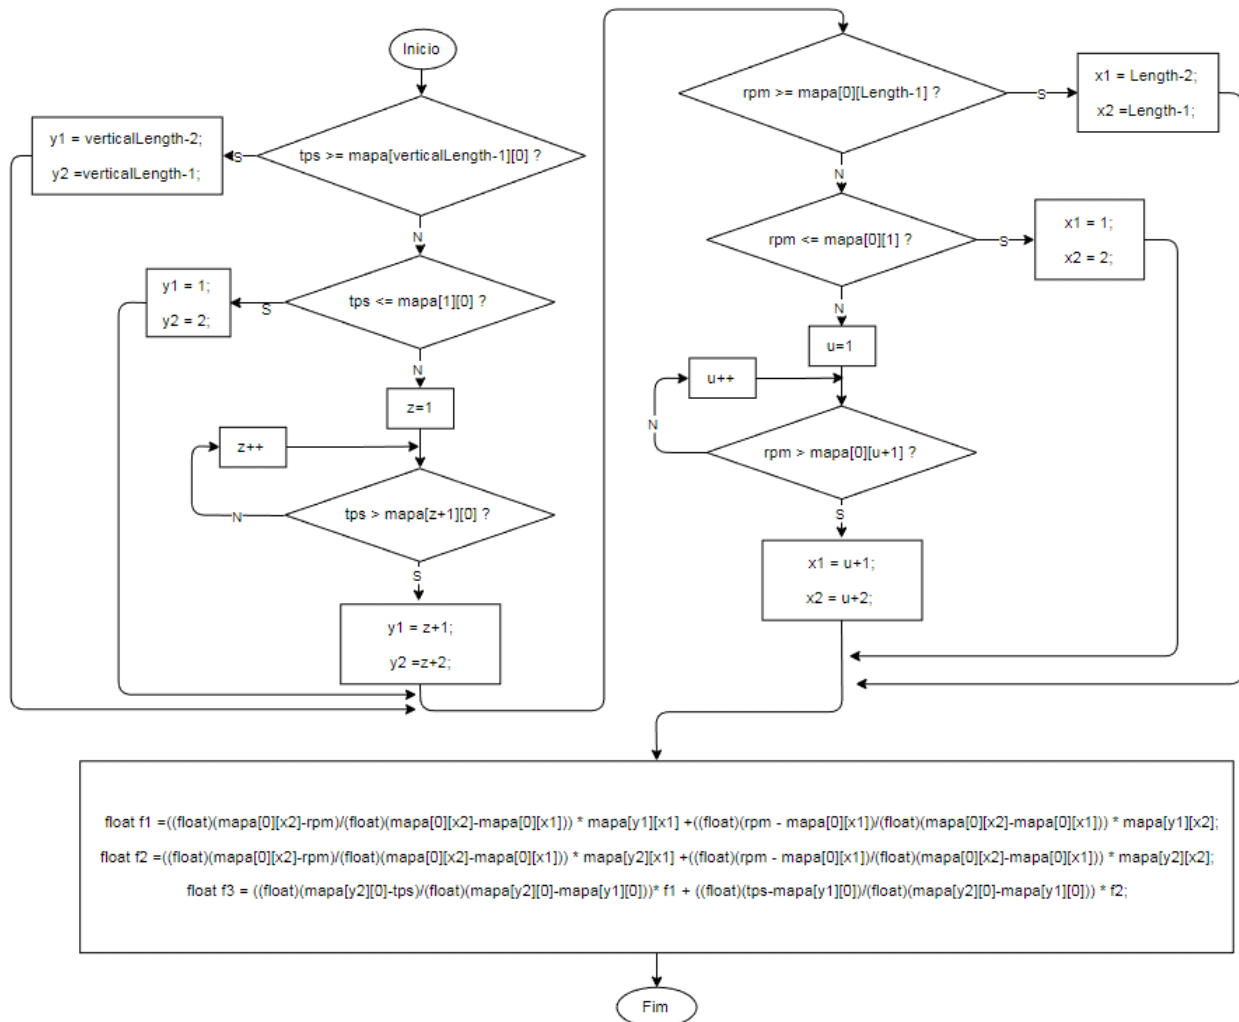 Inicio
tps >= mapa[verticalLength-1][0] ?
S
y1 = verticalLength-2;
y2 =verticalLength-1;
N
tps <= mapa[1][0] ?
S
y1 = 1;
y2 = 2;
N
z=1
z++
tps > mapa[z+1][0] ?
N
S
y1 = z+1;
y2 =z+2;
rpm >= mapa[0][Length-1] ?
S
x1 = Length-2;
x2 =Length-1;
N
rpm <= mapa[0][1] ?
S
x1 = 1;
x2 = 2;
N
u=1
u++
N
rpm > mapa[0][u+1] ?
S
x1 = u+1;
x2 = u+2;
float f1 =((float)(mapa[0][x2]-rpm)/(float)(mapa[0][x2]-mapa[0][x1])) * mapa[y1][x1] +((float)(rpm - mapa[0][x1])/(float)(mapa[0][x2]-mapa[0][x1])) * mapa[y1][x2];
float f2 =((float)(mapa[0][x2]-rpm)/(float)(mapa[0][x2]-mapa[0][x1])) * mapa[y2][x1] +((float)(rpm - mapa[0][x1])/(float)(mapa[0][x2]-mapa[0][x1])) * mapa[y2][x2];
float f3 = ((float)(mapa[y2][0]-tps)/(float)(mapa[y2][0]-mapa[y1][0]))* f1 + ((float)(tps-mapa[y1][0])/(float)(mapa[y2][0]-mapa[y1][0])) * f2;
Fim